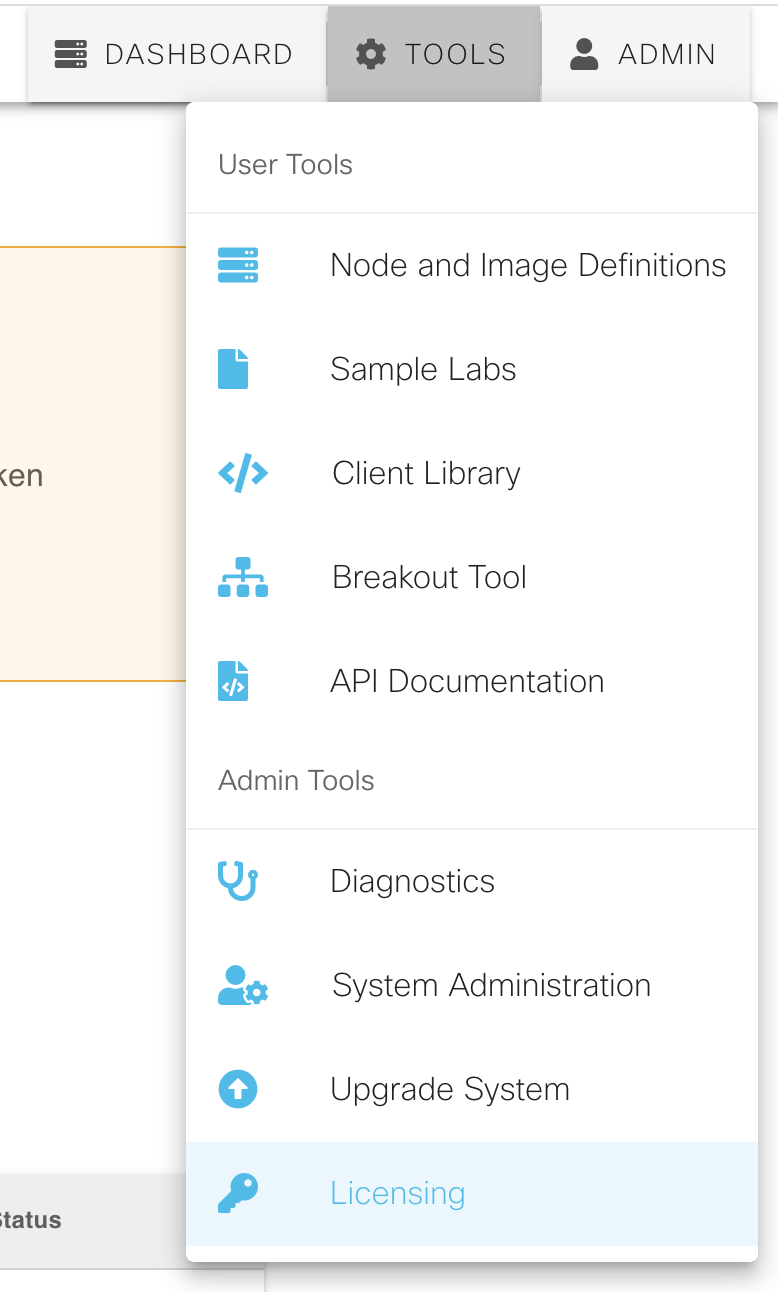 DASHBOARD TOOLS ADMIN
User Tools
Node and Image Definitions
Sample Labs
Client Library
ken
Breakout Tool
API Documentation
Admin Tools
Diagnostics
System Administration
Upgrade System
Licensing
Status